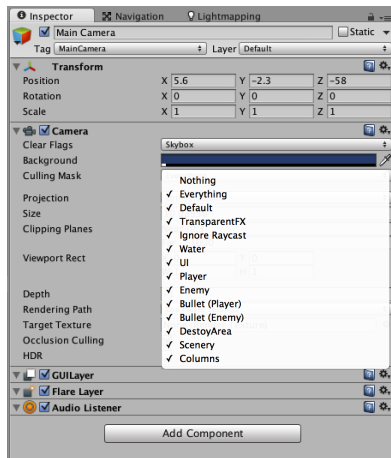 Inspector Navigation Lightmapping
Main Camera Static
Tag MainCamera Layer Default
Transform
Position X 5.6 Y -2.3 Z -58
Rotation X 0 Y 0 Z 0
Scale X 1 Y 1 Z 1
Camera
Clear Flags Skybox
Background
Culling Mask
Nothing
Everything
Projection
Default
Size
TransparentFX
Clipping Planes
Ignore Raycast
Water
Viewport Rect
UI
Player
Depth
Enemy
Rendering Path
Bullet (Player)
Target Texture
Bullet (Enemy)
Occlusion Culling
DestoyArea
HDR
Scenery
Columns
GUILayer
Flare Layer
Audio Listener
Add Component